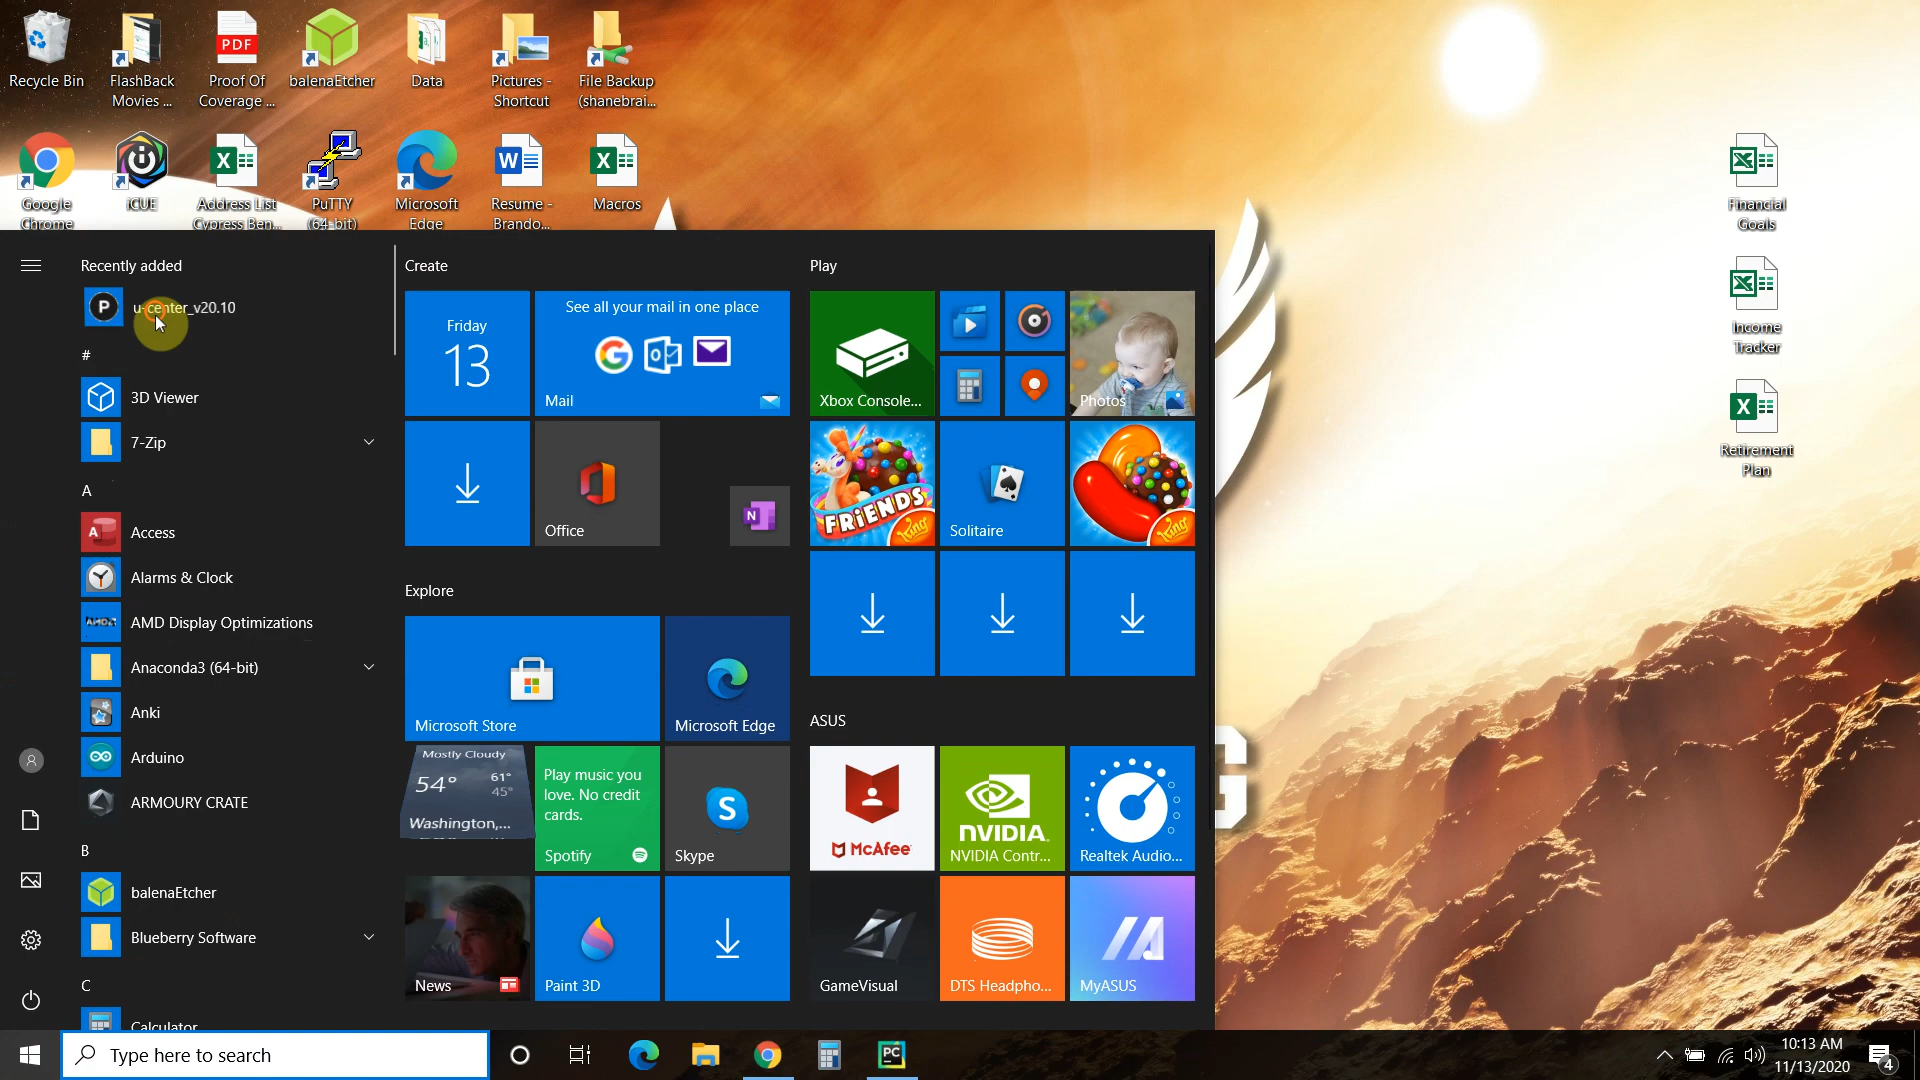 Recycle Bin
FlashBack
Movies ...
PDF
Proof Of
Coverage ...
balenaEtcher
Data
Pictures -
Shortcut
File Backup
(shanebrai...
Google
Chrome
iCUE
Address List
Cypress Ben...
PuTTY
(64-bit)
Microsoft
Edge
Resume -
Brando...
Macros
Financial
Goals
Income
Tracker
Retirement
Plan
Recently added
u-center_v20.10
#
3D Viewer
7-Zip
A
Access
Alarms & Clock
AMD Display Optimizations
Anaconda3 (64-bit)
Anki
Arduino
ARMOURY CRATE
B
balenaEtcher
Blueberry Software
C
Calculator
Create
Friday
13
See all your mail in one place
Mail
Office
Explore
Microsoft Store
Microsoft Edge
Mostly Cloudy
54° 61°
45°
Washington,...
Play music you
love. No credit
cards.
Spotify
Skype
News
Paint 3D
Play
Xbox Console...
Photos
FRIENDS
King
Solitaire
King
ASUS
McAfee
NVIDIA.
NVIDIA Contr...
Realtek Audio...
GameVisual
DTS Headpho...
MyASUS
Type here to search
PC
10:13 AM
11/13/2020
4